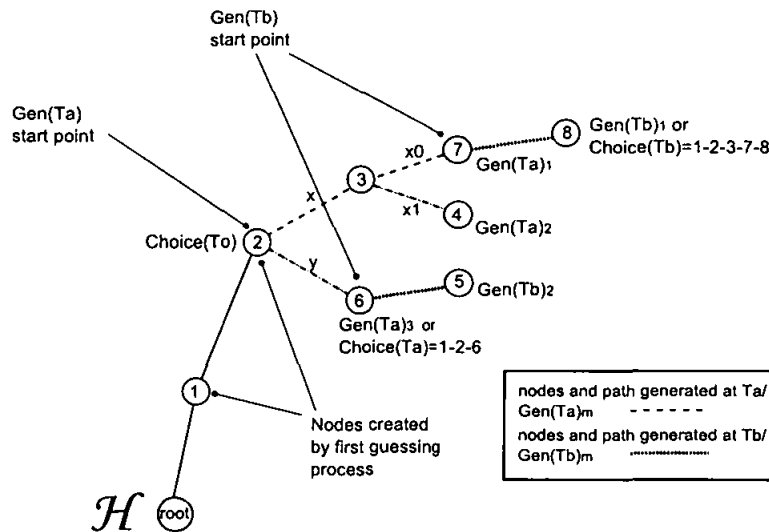 Gen(Tb)
start point
Gen(Ta)
start point
8
Gen(Tb)1 or
Choice(Tb)=1-2-3-7-8
x0
7
Gen(Ta)1
3
x
x1
4
Gen(Ta)2
Choice(To)
2
y
5
Gen(Tb)2
6
Gen(Ta)3 or
Choice(Ta)=1-2-6
1
Nodes created
by first guessing
process
nodes and path generated at Ta/
Gen(Ta)m
nodes and path generated at Tb/
Gen(Tb)m
H root